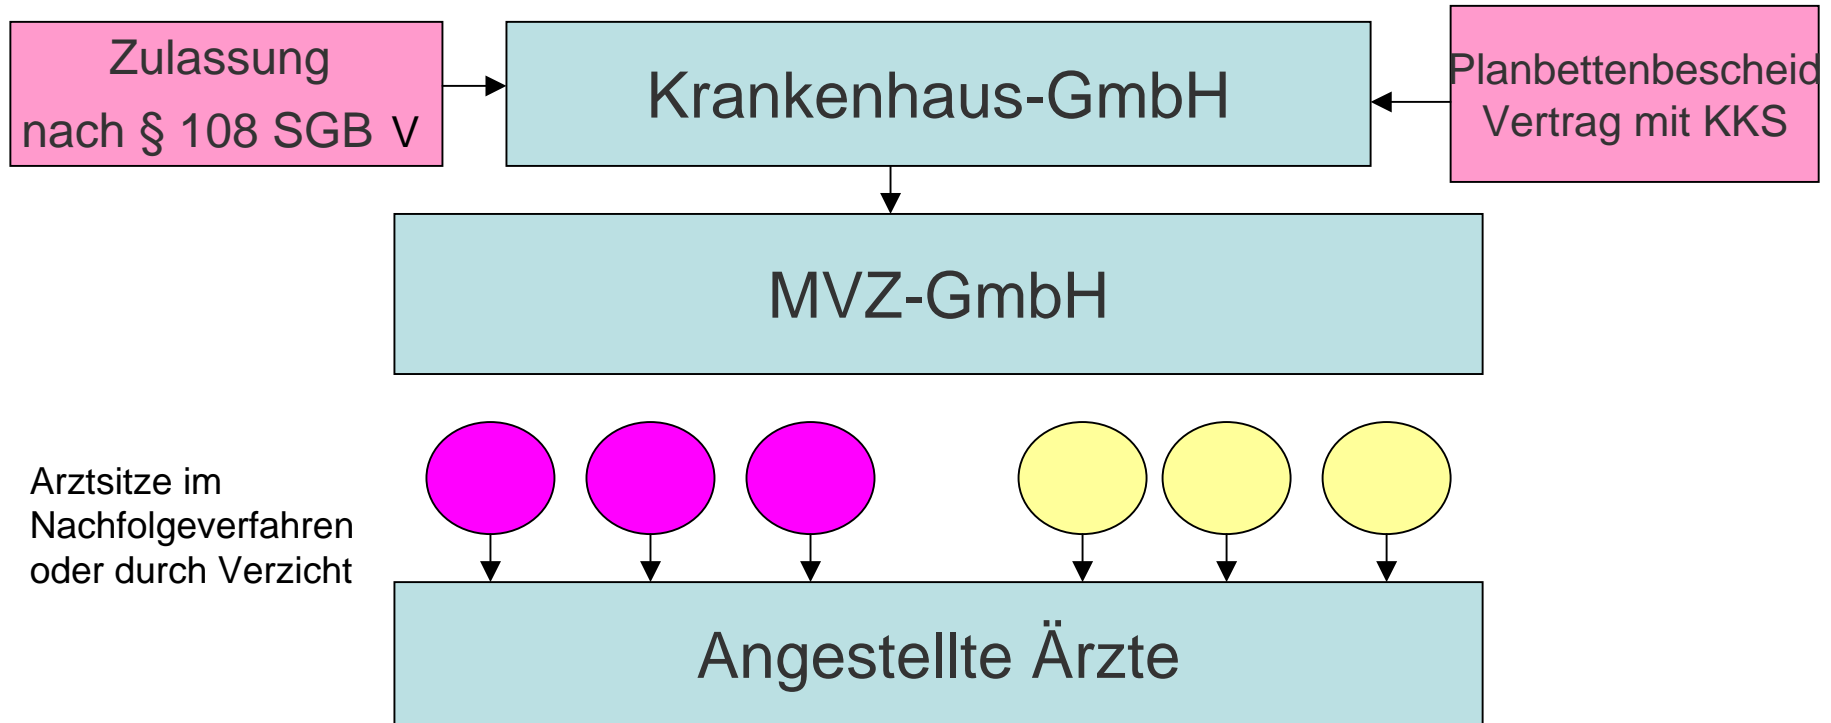 Zulassung
nach § 108 SGB V
Krankenhaus-GmbH
Planbettenbescheid
Vertrag mit KKS
MVZ-GmbH
Arztsitze im
Nachfolgeverfahren
oder durch Verzicht
Angestellte Ärzte